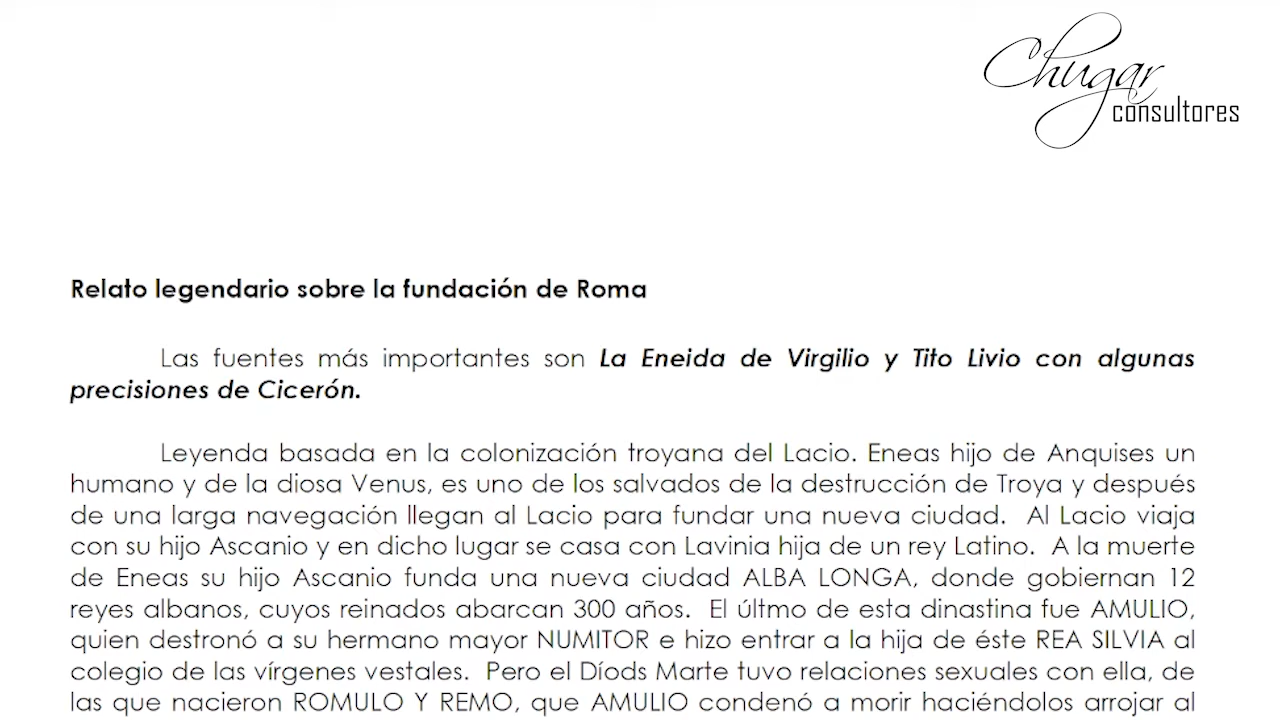 Chugar
consultores
Relato legendario sobre la fundación de Roma
Las fuentes más importantes son La Eneida de Virgilio y Tito Livio con algunas
precisiones de Cicerón.
Leyenda basada en la colonización troyana del Lacio. Eneas hijo de Anquises un
humano y de la diosa Venus, es uno de los salvados de la destrucción de Troya y después
de una larga navegación llegan al Lacio para fundar una nueva ciudad.  Al Lacio viaja
con su hijo Ascanio y en dicho lugar se casa con Lavinia hija de un rey Latino.  A la muerte
de Eneas su hijo Ascanio funda una nueva ciudad ALBA LONGA, donde gobiernan 12
reyes albanos, cuyos reinados abarcan 300 años.  El últmo de esta dinastina fue AMULIO,
quien destronó a su hermano mayor NUMITOR e hizo entrar a la hija de éste REA SILVIA al
colegio de las vírgenes vestales.  Pero el Díods Marte tuvo relaciones sexuales con ella, de
las que nacieron ROMULO Y REMO, que AMULIO condenó a morir haciéndolos arrojar al